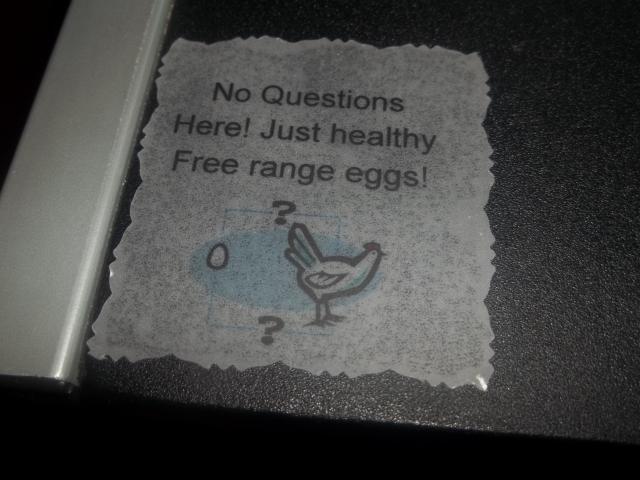 No Questions
Here! Just healthy
Free range eggs!
?
?